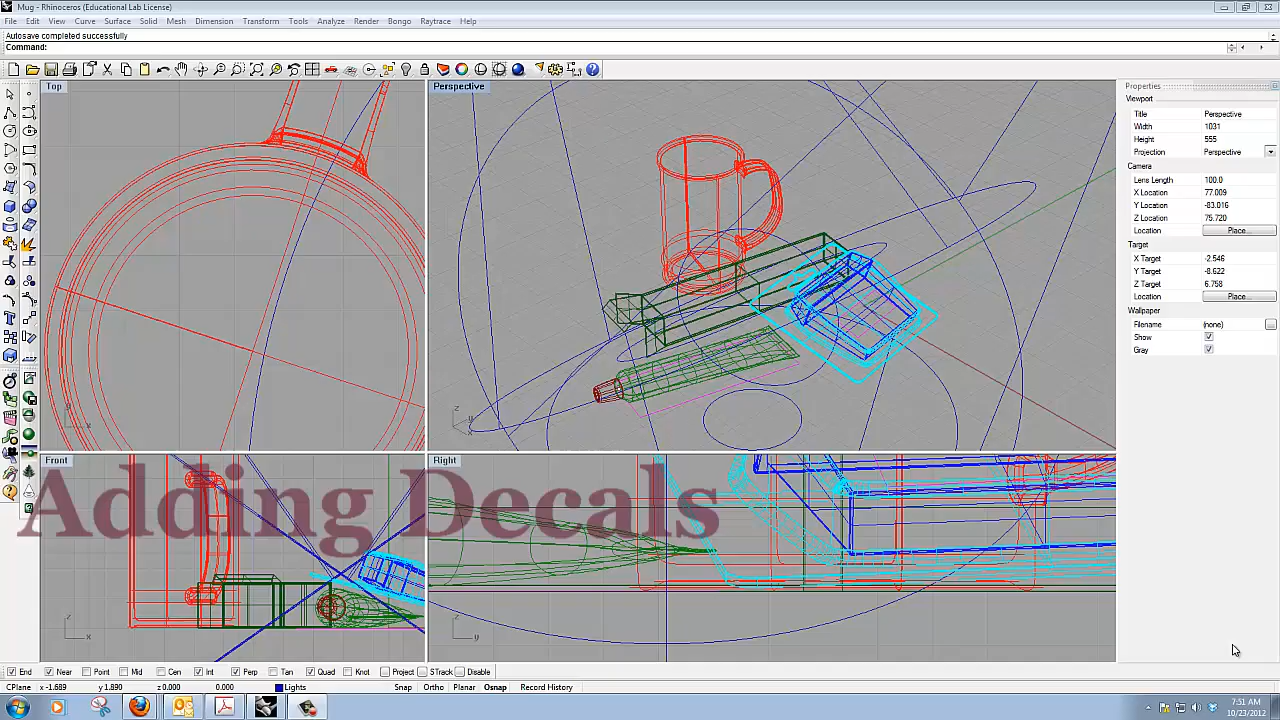 Mug - Rhinoceros (Educational Lab License)
File Edit View Curve Surface Solid Mesh Dimension Transform Tools Analyze Render Bongo Raytrace Help
Autosave completed successfully
Command:
Top
Perspective
Properties
Viewport
Title Perspective
Width 1031
Height 555
Projection Perspective
Camera
Lens Length 100.0
X Location 77.009
Y Location -83.016
Z Location 75.720
Location Place...
Target
X Target -2.546
Y Target -8.622
Z Target 6.758
Location Place...
Wallpaper
Filename (none)
Show
Gray
z
y
x
Front
Right
Adding Decals
z
x
z
y
End Near Point Mid Cen Int Perp Tan Quad Knot Project STrack Disable
CPlane x -1.689 y 1.890 z 0.000 0.000 Lights Snap Ortho Planar Osnap Record History
7:51 AM
10/23/2012